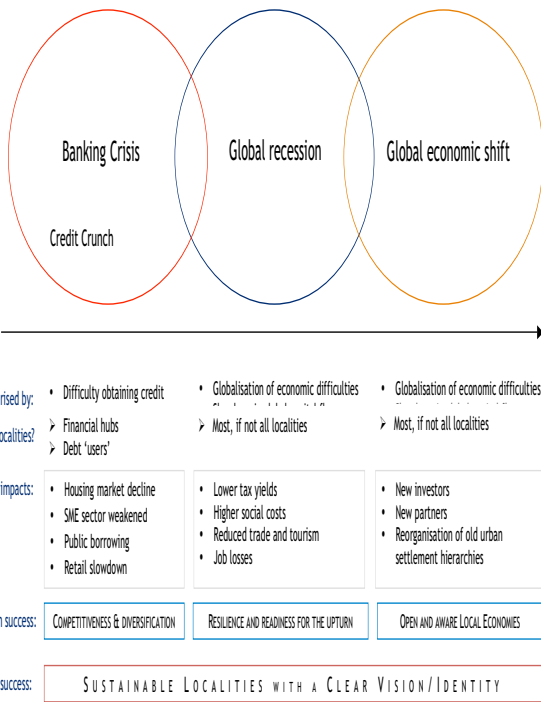 Banking Crisis
Global recession
Global economic shift
Credit Crunch
rised by:
• Difficulty obtaining credit
• Globalisation of economic difficulties
• Globalisation of economic difficulties
ocalities?
➢ Financial hubs
➢ Debt ‘users’
➢ Most, if not all localities
➢ Most, if not all localities
impacts:
• Housing market decline
• SME sector weakened
• Public borrowing
• Retail slowdown
• Lower tax yields
• Higher social costs
• Reduced trade and tourism
• Job losses
• New investors
• New partners
• Reorganisation of old urban
settlement hierarchies
n success:
COMPETITIVENESS & DIVERSIFICATION
RESILIENCE AND READINESS FOR THE UPTURN
OPEN AND AWARE LOCAL ECONOMIES
success:
SUSTAINABLE LOCALITIES WITH A CLEAR VISION/IDENTITY